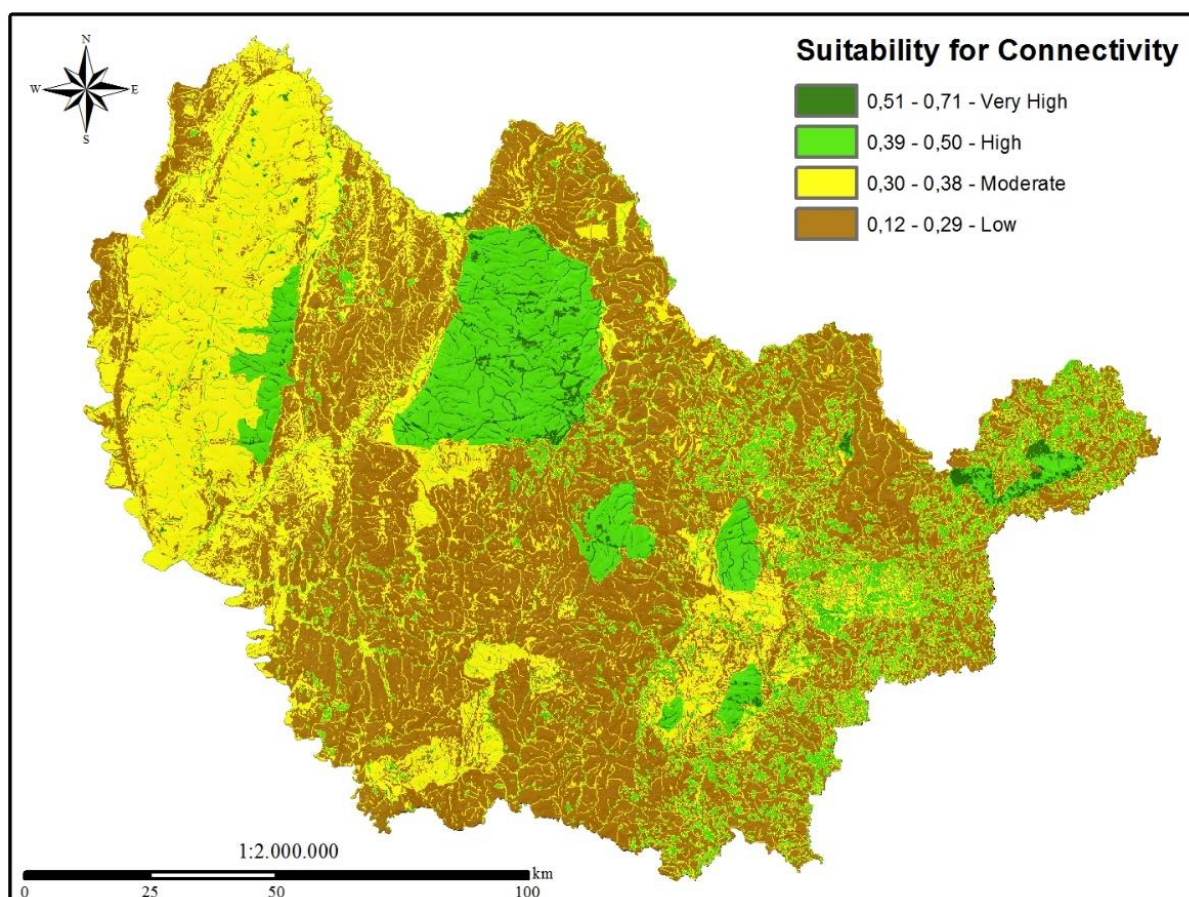 N
W E
S
Suitability for Connectivity
0,51 - 0,71 - Very High
0,39 - 0,50 - High
0,30 - 0,38 - Moderate
0,12 - 0,29 - Low
1:2.000.000
km
0 25 50 100